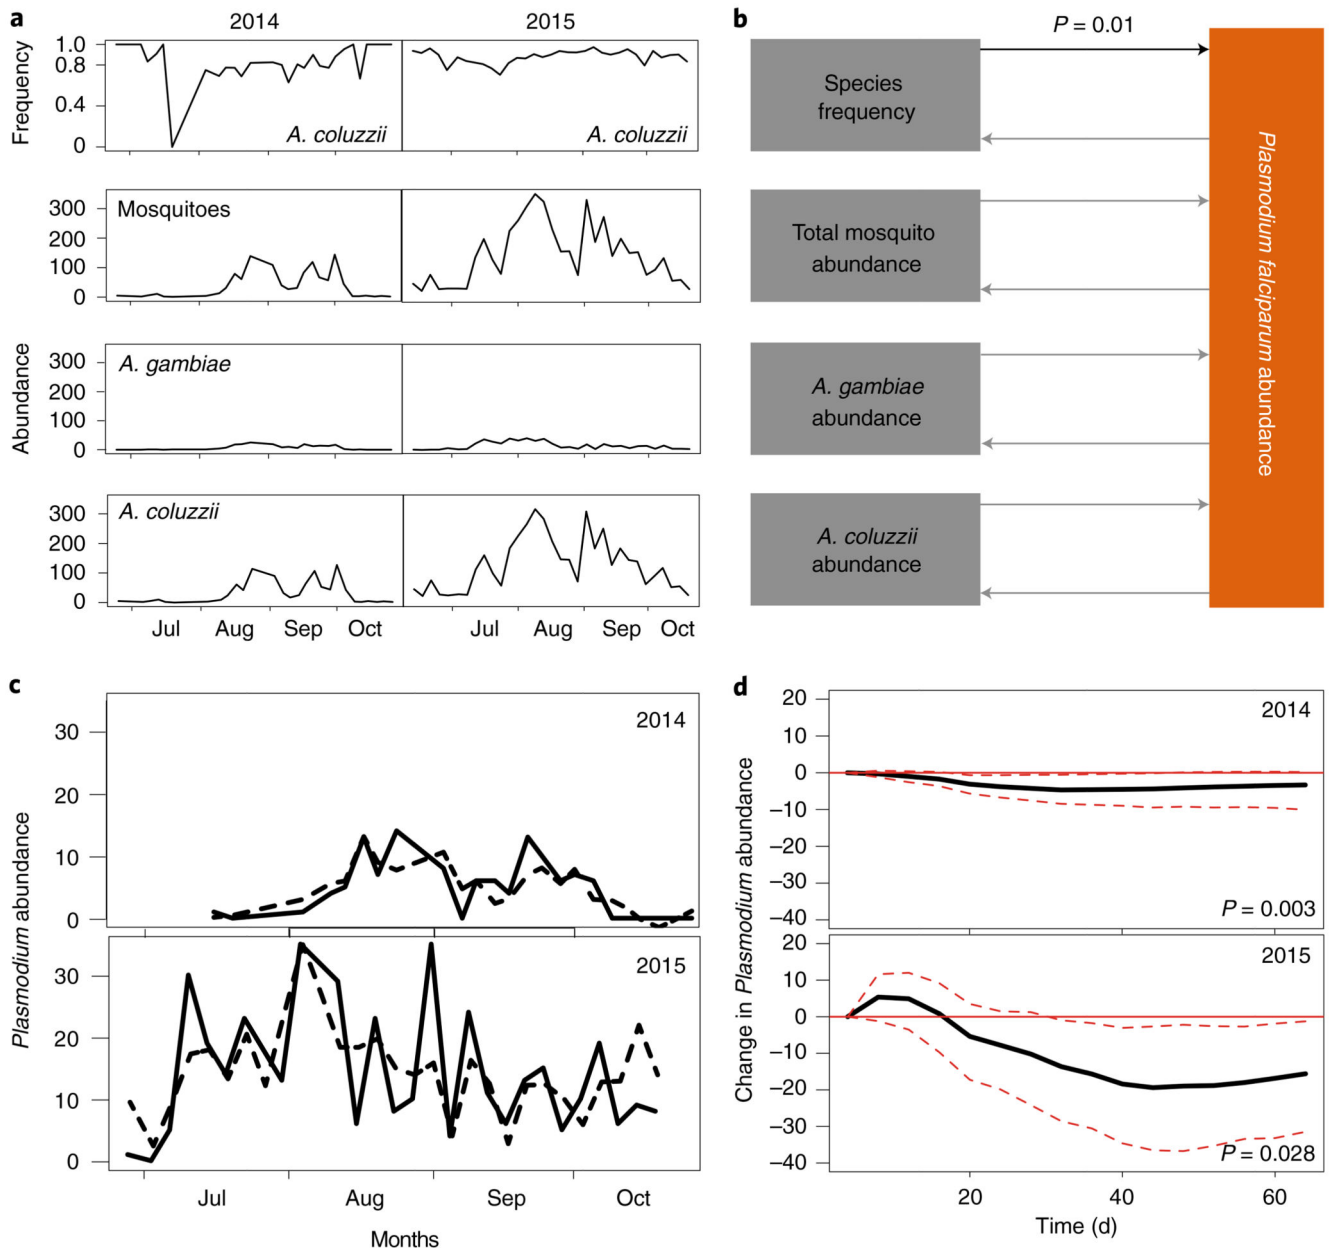 a
2014
2015
Frequency
1.0
0.8
0.4
0
A. coluzzii
A. coluzzii
Abundance
Mosquitoes
300
200
100
0
A. gambiae
300
200
100
0
A. coluzzii
300
200
100
0
Jul
Aug
Sep
Oct
Jul
Aug
Sep
Oct
b
P = 0.01
Species
frequency
Total mosquito
abundance
A. gambiae
abundance
A. coluzzii
abundance
Plasmodium falciparum abundance
c
Plasmodium abundance
2014
30
20
10
0
2015
30
20
10
0
Jul
Aug
Sep
Oct
Months
d
Change in Plasmodium abundance
2014
20
10
0
–10
–20
–30
–40
P = 0.003
2015
20
10
0
–10
–20
–30
–40
P = 0.028
20
40
60
Time (d)